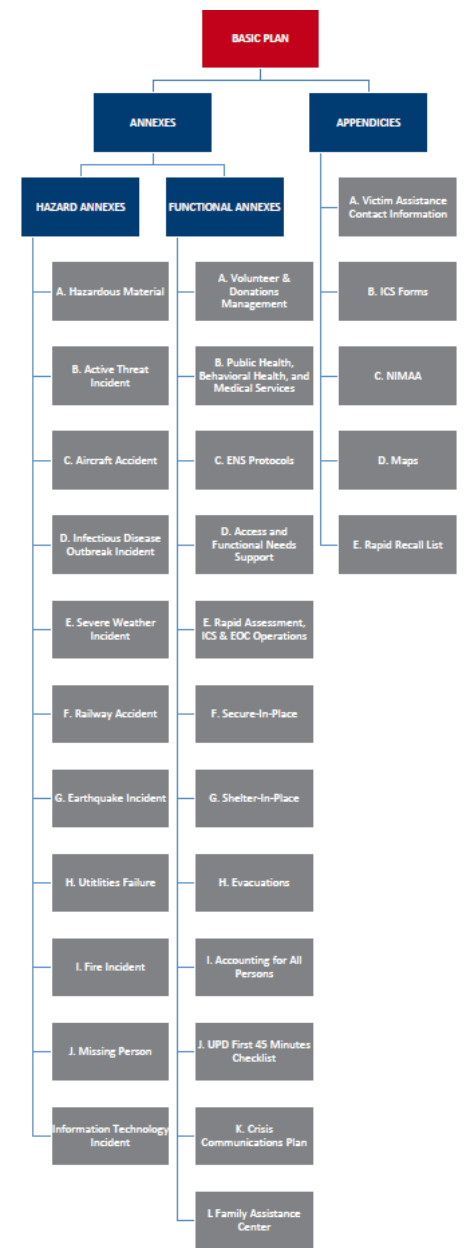 BASIC PLAN
ANNEXES
APPENDICIES
HAZARD ANNEXES
FUNCTIONAL ANNEXES
A. Hazardous Material
B. Active Threat
Incident
C. Aircraft Accident
D. Infectious Disease
Outbreak Incident
E. Severe Weather
Incident
F. Railway Accident
G. Earthquake Incident
H. Utitlities Failure
I. Fire Incident
J. Missing Person
Information Technology
Incident
A. Volunteer &
Donations
Management
B. Public Health,
Behavioral Health, and
Medical Services
C. ENS Protocols
D. Access and
Functional Needs
Support
E. Rapid Assessment,
ICS & EOC Operations
F. Secure-In-Place
G. Shelter-In-Place
H. Evacuations
I. Accounting for All
Persons
J. UPD First 45 Minutes
Checklist
K. Crisis
Communications Plan
L Family Assistance
Center
A. Victim Assistance
Contact Information
B. ICS Forms
C. NIMAA
D. Maps
E. Rapid Recall List